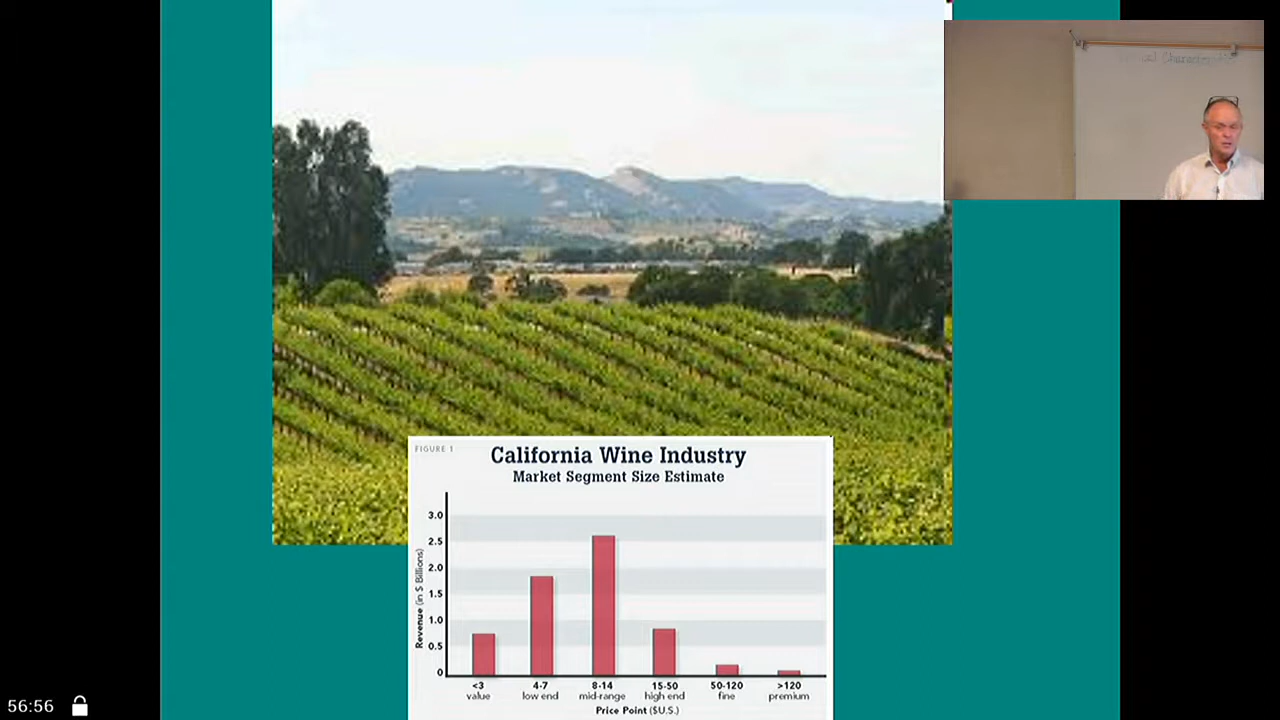 FIGURE 1
California Wine Industry
Market Segment Size Estimate
Revenue (in $ Billions)
3.0
2.5
2.0
1.5
1.0
0.5
0
<3 4-7 8-14 15-50 50-120 >120
value low end mid-range high end fine premium
Price Point ($U.S.)
56:56